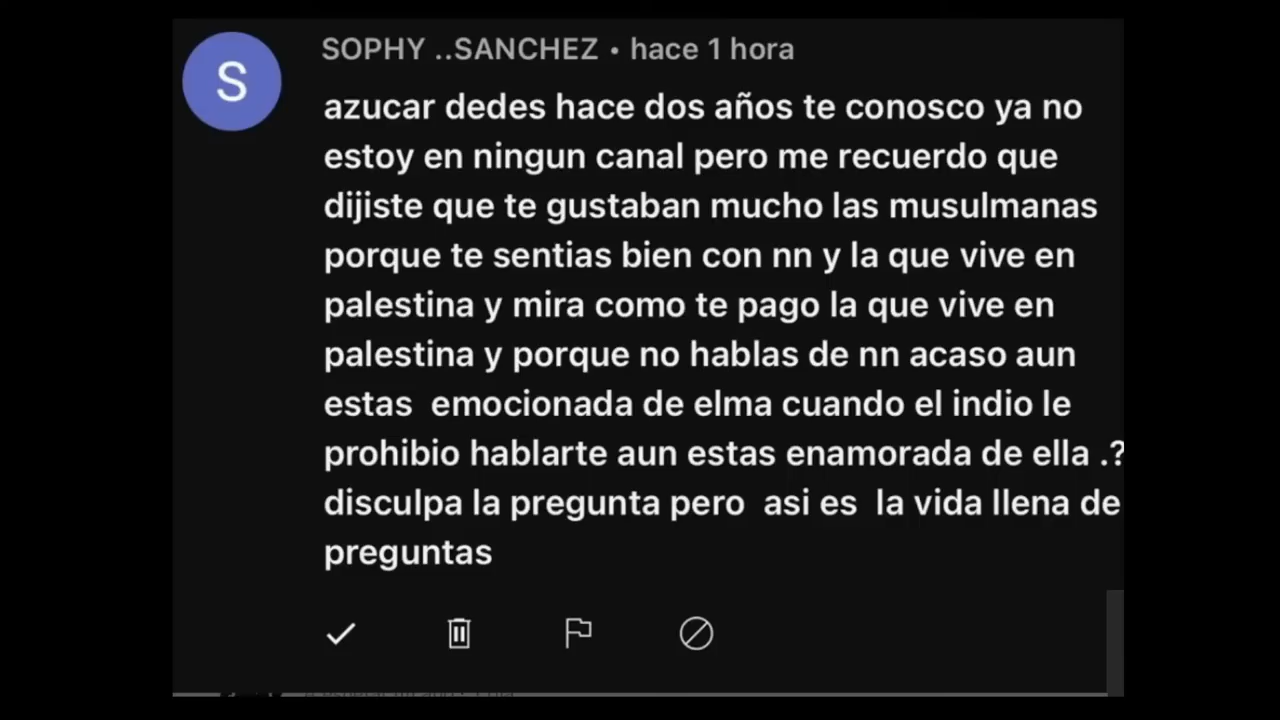 S
SOPHY ..SANCHEZ • hace 1 hora
azucar dedes hace dos años te conosco ya no
estoy en ningun canal pero me recuerdo que
dijiste que te gustaban mucho las musulmanas
porque te sentias bien con nn y la que vive en
palestina y mira como te pago la que vive en
palestina y porque no hablas de nn acaso aun
estas  emocionada de elma cuando el indio le
prohibio hablarte aun estas enamorada de ella .?
disculpa la pregunta pero  asi es  la vida llena de
preguntas